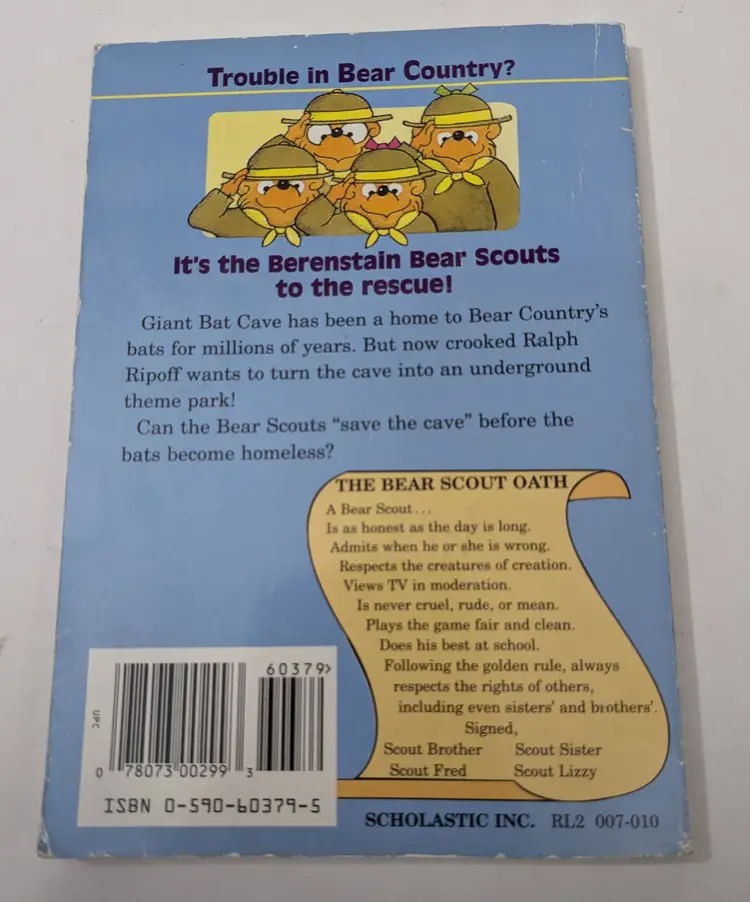 Trouble in Bear Country?
It's the Berenstain Bear Scouts
to the rescue!
Giant Bat Cave has been a home to Bear Country's
bats for millions of years. But now crooked Ralph
Ripoff wants to turn the cave into an underground
theme park!
Can the Bear Scouts "save the cave" before the
bats become homeless?
THE BEAR SCOUT OATH
A Bear Scout...
Is as honest as the day is long.
Admits when he or she is wrong.
Respects the creatures of creation.
Views TV in moderation.
Is never cruel, rude, or mean.
Plays the game fair and clean.
Does his best at school.
Following the golden rule, always
respects the rights of others,
including even sisters' and brothers'.
Signed,
Scout Brother Scout Sister
Scout Fred Scout Lizzy
60379>
UPC
0 78073 00299 3
ISBN 0-590-60379-5
SCHOLASTIC INC. RL2 007-010